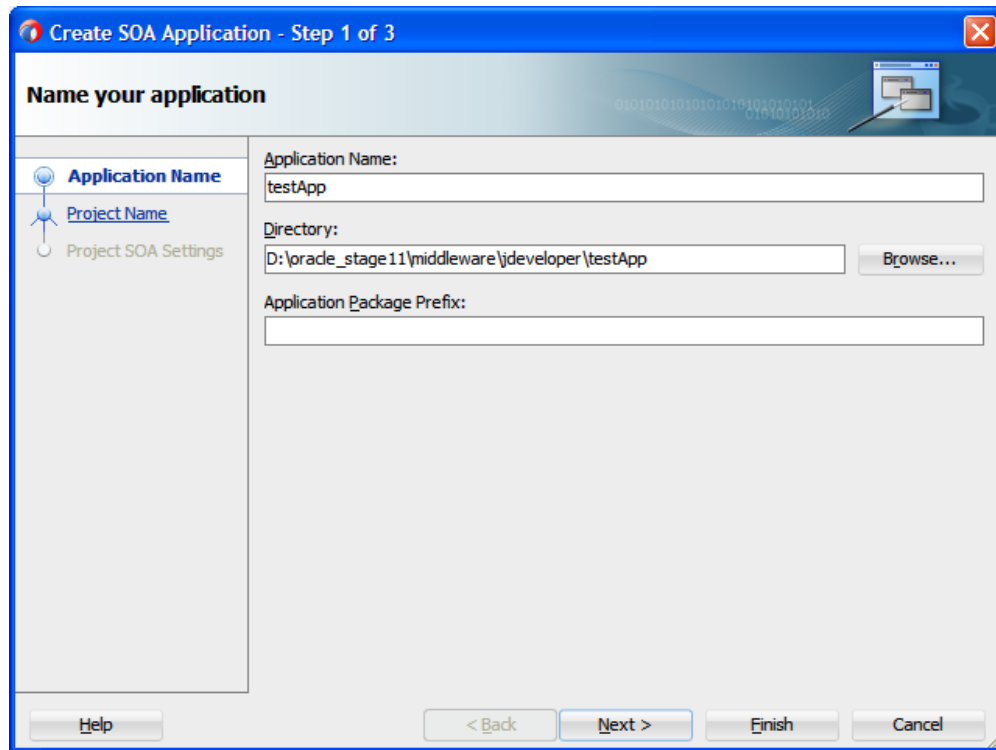 Create SOA Application - Step 1 of 3
Name your application
Application Name
Project Name
Project SOA Settings
Application Name:
testApp
Directory:
D:\oracle_stage11\middleware\jdeveloper\testApp
Browse...
Application Package Prefix:
Help
< Back
Next >
Finish
Cancel